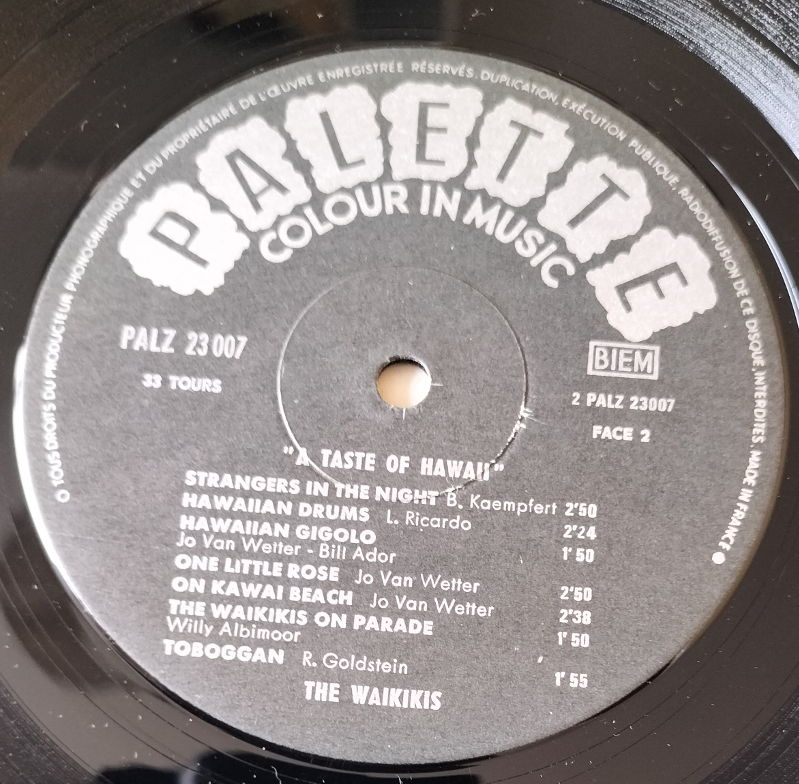 O TOUS DROITS DU PRODUCTEUR PHONOGRAPHIQUE ET DU PROPRIÉTAIRE DE L'ŒUVRE ENREGISTRÉE RÉSERVÉS. DUPLICATION, EXÉCUTION PUBLIQUE, RADIODIFFUSION DE CE DISQUE, INTERDITES. MADE IN FRANCE
PALETTE
COLOUR IN MUSIC
PALZ 23007
33 TOURS
BIEM
2 PALZ 23007
FACE 2
"A TASTE OF HAWAII"
STRANGERS IN THE NIGHT B. Kaempfert 2'50
HAWAIIAN DRUMS L. Ricardo 2'24
HAWAIIAN GIGOLO
Jo Van Wetter - Bill Ador 1'50
ONE LITTLE ROSE Jo Van Wetter 2'50
ON KAWAI BEACH Jo Van Wetter 2'38
THE WAIKIKIS ON PARADE
Willy Albimoor 1'50
TOBOGGAN R. Goldstein 1'55
THE WAIKIKIS